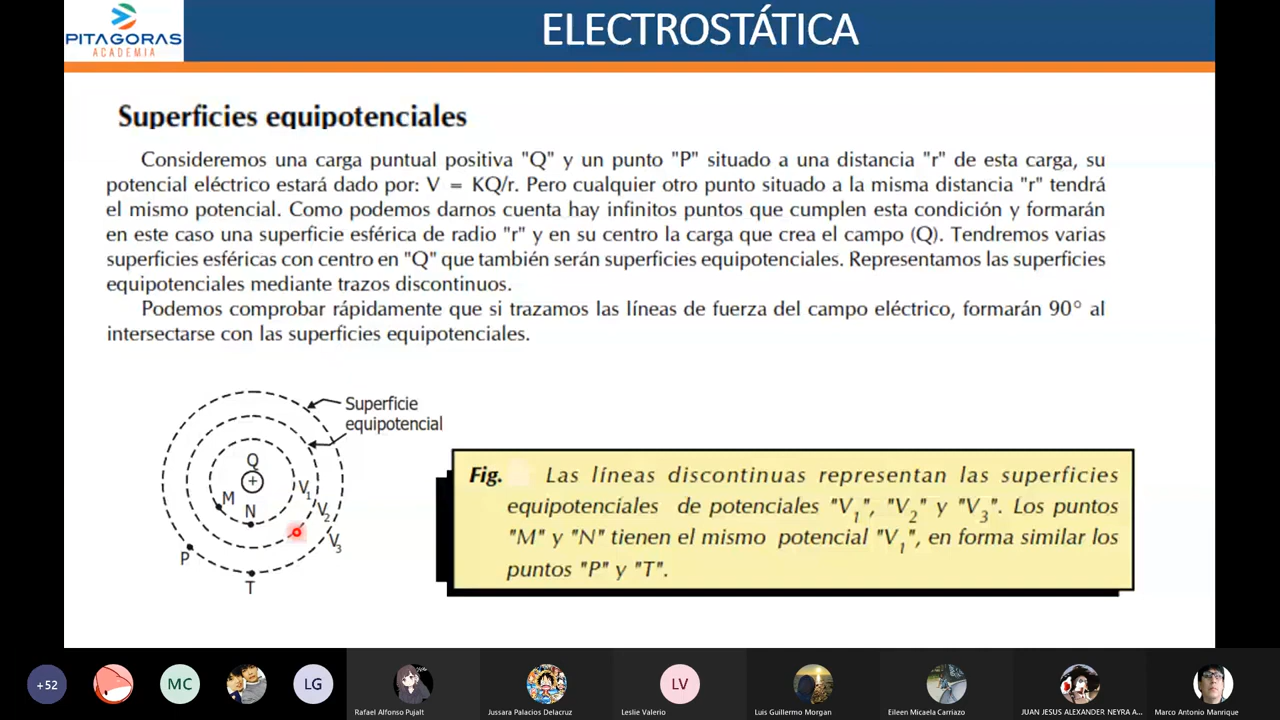 PITAGORAS
ACADEMIA
ELECTROSTÁTICA
Superficies equipotenciales
Consideremos una carga puntual positiva "Q" y un punto "P" situado a una distancia "r" de esta carga, su
potencial eléctrico estará dado por: V = KQ/r. Pero cualquier otro punto situado a la misma distancia "r" tendrá
el mismo potencial. Como podemos darnos cuenta hay infinitos puntos que cumplen esta condición y formarán
en este caso una superficie esférica de radio "r" y en su centro la carga que crea el campo (Q). Tendremos varias
superficies esféricas con centro en "Q" que también serán superficies equipotenciales. Representamos las superficies
equipotenciales mediante trazos discontinuos.
Podemos comprobar rápidamente que si trazamos las líneas de fuerza del campo eléctrico, formarán 90° al
intersectarse con las superficies equipotenciales.
Superficie
equipotencial
Q
+
M
N
V1
V2
V3
P
T
Fig. Las líneas discontinuas representan las superficies
equipotenciales de potenciales "V1", "V2" y "V3". Los puntos
"M" y "N" tienen el mismo potencial "V1", en forma similar los
puntos "P" y "T".
+52
MC
LG
LV
Rafael Alfonso Pujalt
Jussara Palacios Delacruz
Leslie Valerio
Luis Guillermo Morgan
Eileen Micaela Carriazo
JUAN JESUS ALEXANDER NEYRA A...
Marco Antonio Manrique